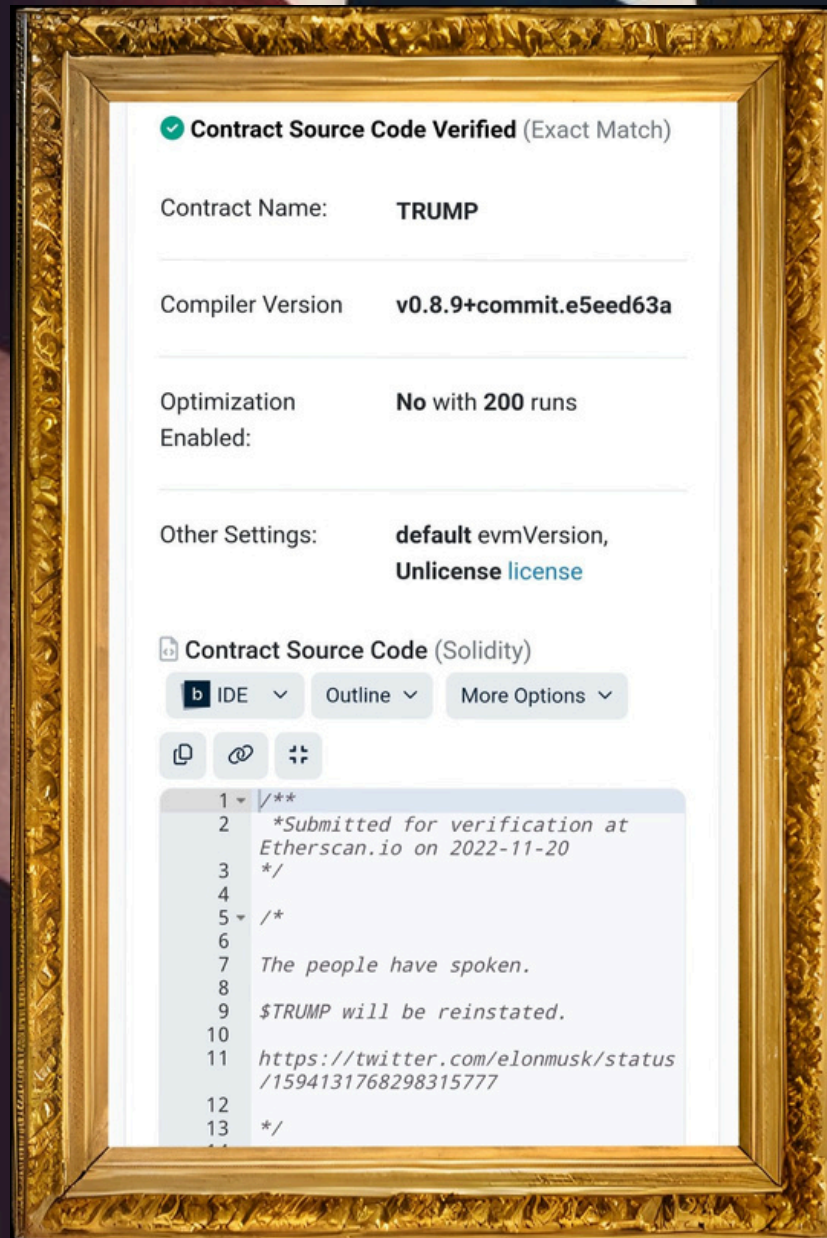 Contract Source Code Verified (Exact Match)
Contract Name: TRUMP
Compiler Version v0.8.9+commit.e5eed63a
Optimization Enabled: No with 200 runs
Other Settings: default evmVersion,
Unlicense license
Contract Source Code (Solidity)
b IDE Outline More Options
1 /**
2 *Submitted for verification at
Etherscan.io on 2022-11-20
3 */
4
5 /*
6
7 The people have spoken.
8
9 $TRUMP will be reinstated.
10
11 https://twitter.com/elonmusk/status
/1594131768298315777
12
13 */